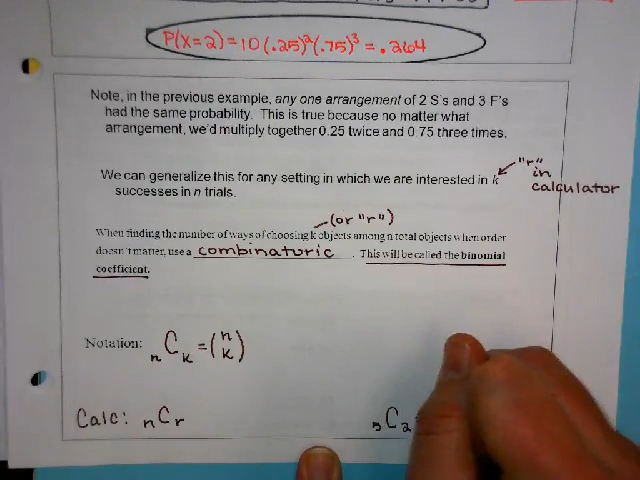 P(X=2) = 10(.25)²(.75)³ = .264
Note, in the previous example, any one arrangement of 2 S's and 3 F's
had the same probability. This is true because no matter what
arrangement, we'd multiply together 0.25 twice and 0.75 three times.
"r"
We can generalize this for any setting in which we are interested in k
in
successes in n trials.
calculator
(or "r")
When finding the number of ways of choosing k objects among n total objects when order
doesn't matter, use a combinatoric . This will be called the binomial
coefficient.
Notation: nCk = (n k)
Calc: nCr
5C2